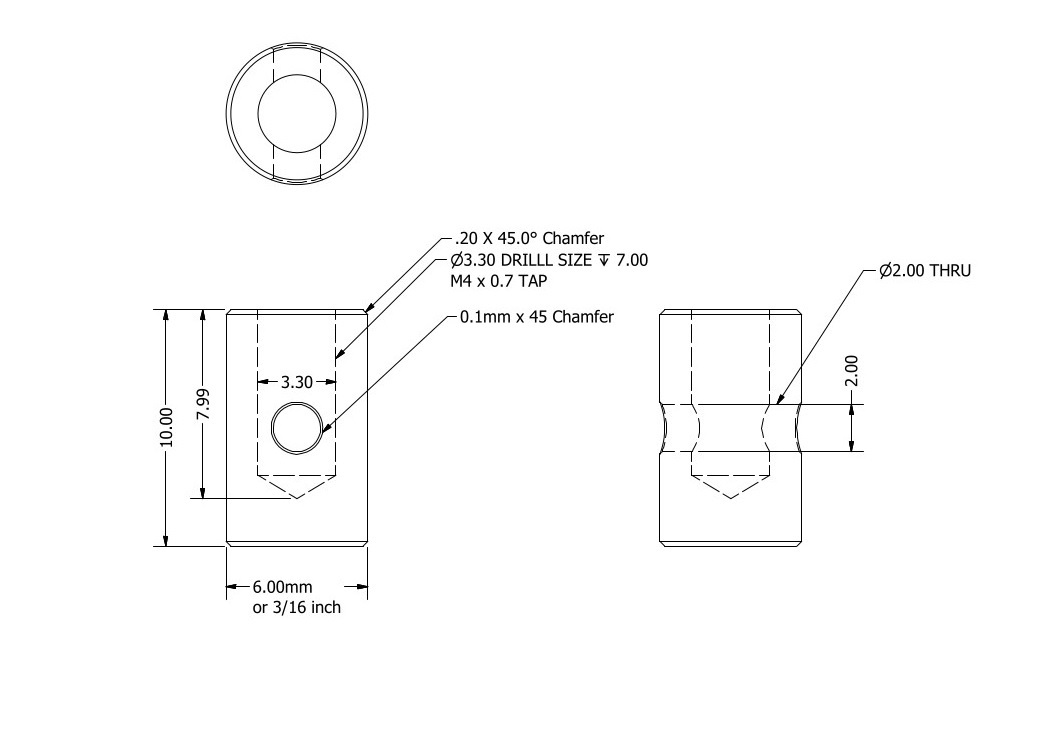 .20 X 45.0° Chamfer
Ø3.30 DRILLL SIZE ↧ 7.00
M4 x 0.7 TAP
Ø2.00 THRU
0.1mm x 45 Chamfer
3.30
7.99
10.00
2.00
6.00mm
or 3/16 inch